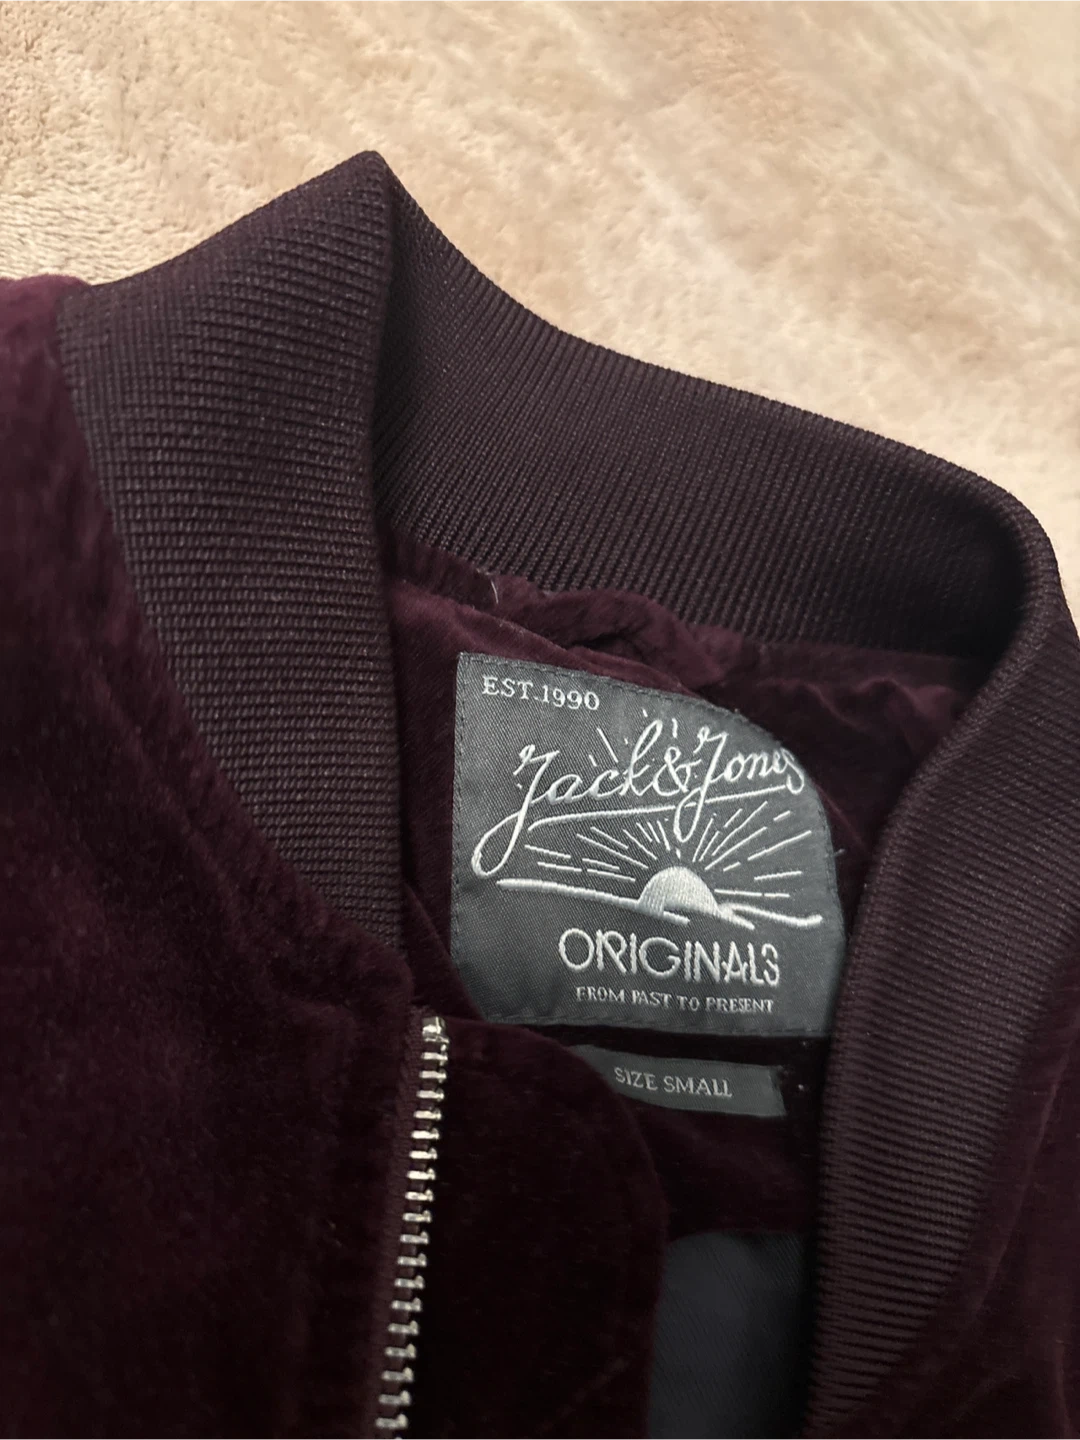 EST.1990
Jack & Jones
ORIGINALS
FROM PAST TO PRESENT
SIZE SMALL